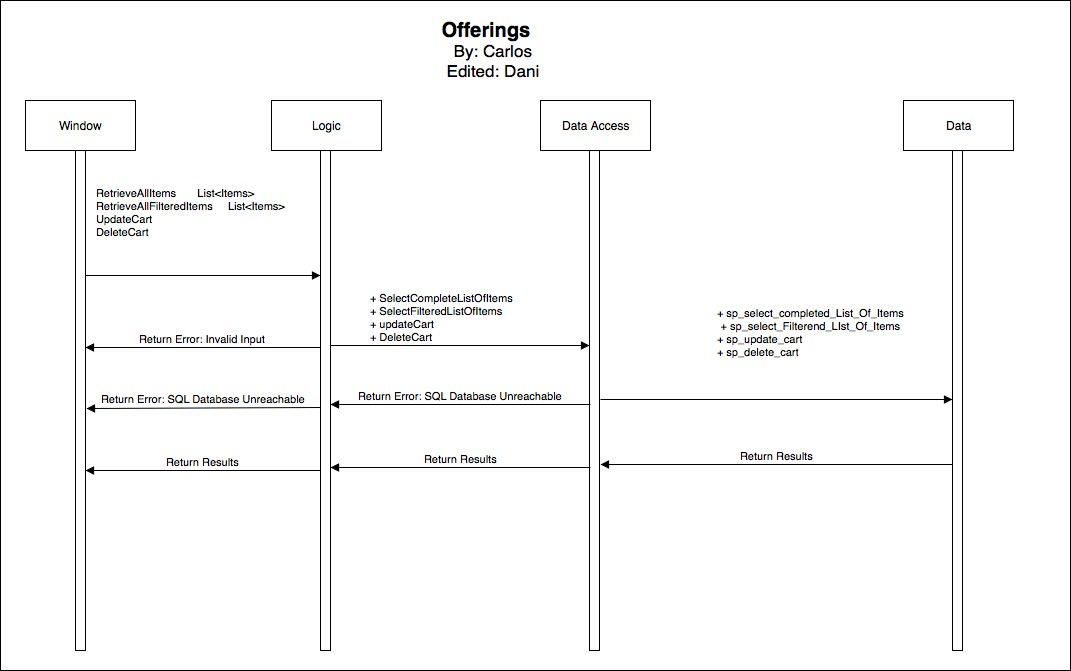 Offerings
By: Carlos
Edited: Dani
Window
Logic
Data Access
Data
RetrieveAllItems List<Items>
RetrieveAllFilteredItems List<Items>
UpdateCart
DeleteCart
+ SelectCompleteListOfItems
+ SelectFilteredListOfItems
+ updateCart
+ DeleteCart
+ sp_select_completed_List_Of_Items
+ sp_select_Filterend_LIst_Of_Items
+ sp_update_cart
+ sp_delete_cart
Return Error: Invalid Input
Return Error: SQL Database Unreachable
Return Error: SQL Database Unreachable
Return Results
Return Results
Return Results